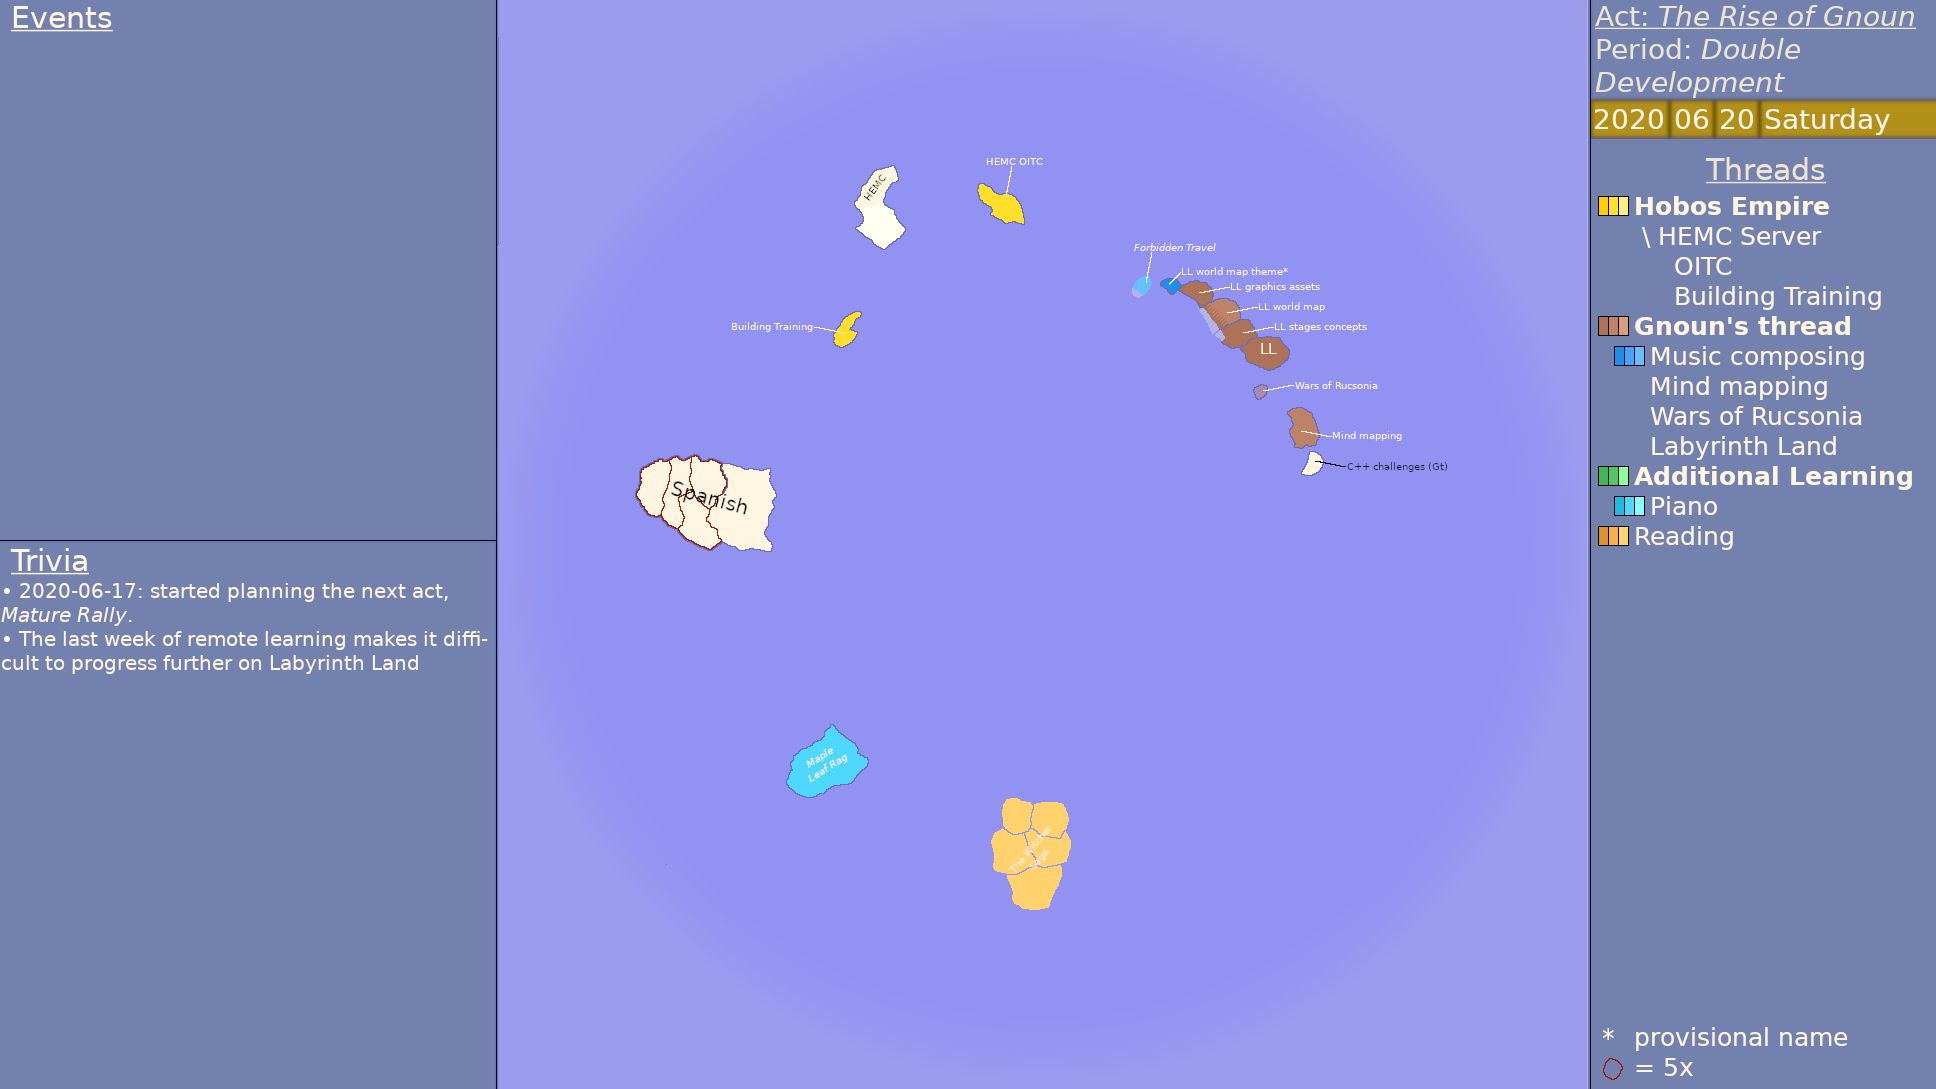 Events
Trivia
• 2020-06-17: started planning the next act,
Mature Rally.
• The last week of remote learning makes it diffi-
cult to progress further on Labyrinth Land
HEMC
HEMC OITC
Forbidden Travel
LL world map theme*
LL graphics assets
LL world map
LL stages concepts
LL
Building Training
Wars of Rucsonia
Mind mapping
C++ challenges (Gt)
Spanish
Maple
Leaf Rag
The Witcher
Saga
Act: The Rise of Gnoun
Period: Double
Development
2020 06 20 Saturday
Threads
Hobos Empire
\ HEMC Server
OITC
Building Training
Gnoun's thread
Music composing
Mind mapping
Wars of Rucsonia
Labyrinth Land
Additional Learning
Piano
Reading
* provisional name
= 5x